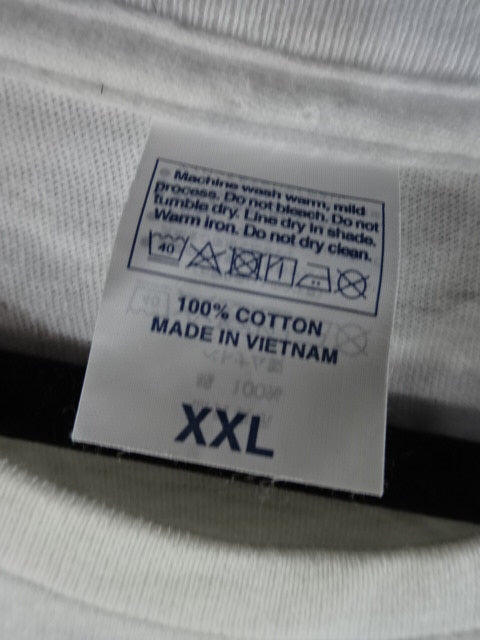 Machine wash warm, mild
process. Do not bleach. Do not
tumble dry. Line dry in shade.
Warm iron. Do not dry clean.
40
100% COTTON
MADE IN VIETNAM
XXL